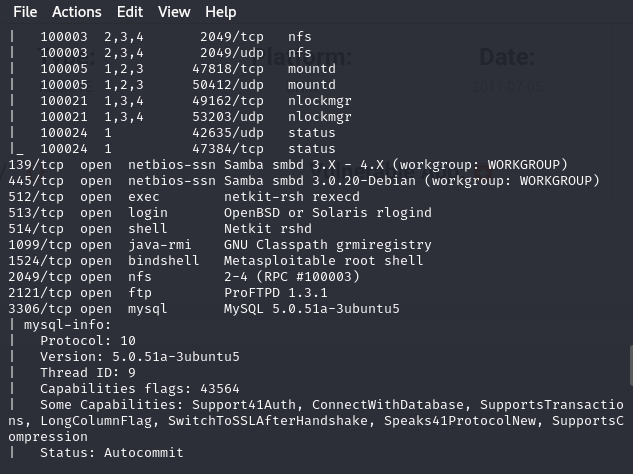 File Actions Edit View Help
| 100003 2,3,4 2049/tcp nfs
| 100003 2,3,4 2049/udp nfs
| 100005 1,2,3 47818/tcp mountd
| 100005 1,2,3 50412/udp mountd
| 100021 1,3,4 49162/tcp nlockmgr
| 100021 1,3,4 53203/udp nlockmgr
| 100024 1 42635/udp status
|_ 100024 1 47384/tcp status
139/tcp open netbios-ssn Samba smbd 3.X - 4.X (workgroup: WORKGROUP)
445/tcp open netbios-ssn Samba smbd 3.0.20-Debian (workgroup: WORKGROUP)
512/tcp open exec netkit-rsh rexecd
513/tcp open login OpenBSD or Solaris rlogind
514/tcp open shell Netkit rshd
1099/tcp open java-rmi GNU Classpath grmiregistry
1524/tcp open bindshell Metasploitable root shell
2049/tcp open nfs 2-4 (RPC #100003)
2121/tcp open ftp ProFTPD 1.3.1
3306/tcp open mysql MySQL 5.0.51a-3ubuntu5
| mysql-info:
| Protocol: 10
| Version: 5.0.51a-3ubuntu5
| Thread ID: 9
| Capabilities flags: 43564
| Some Capabilities: Support41Auth, ConnectWithDatabase, SupportsTransactio
ns, LongColumnFlag, SwitchToSSLAfterHandshake, Speaks41ProtocolNew, SupportsC
ompression
| Status: Autocommit